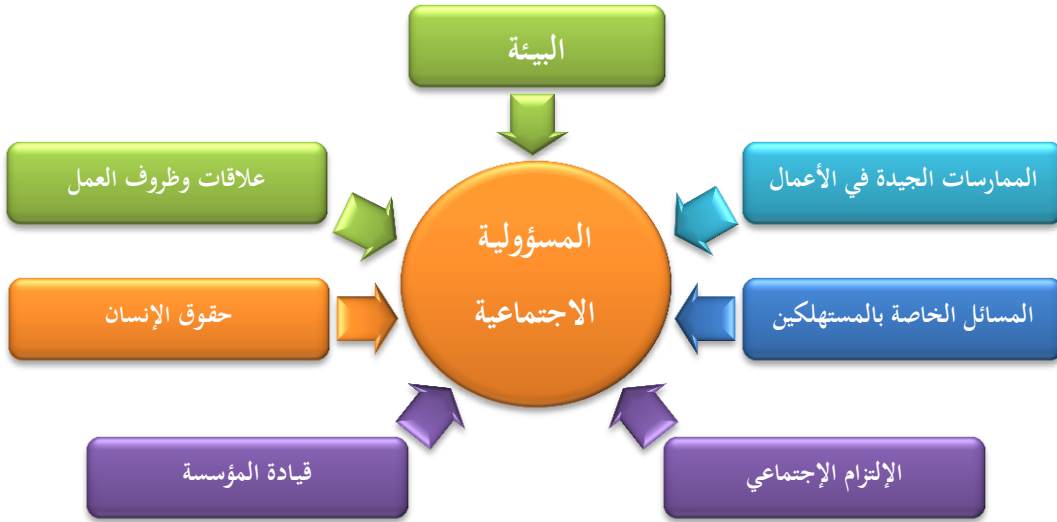 البيئة
الممارسات الجيدة في الأعمال
علاقات وظروف العمل
المسؤولية
الاجتماعية
المسائل الخاصة بالمستهلكين
حقوق الإنسان
الإلتزام الإجتماعي
قيادة المؤسسة